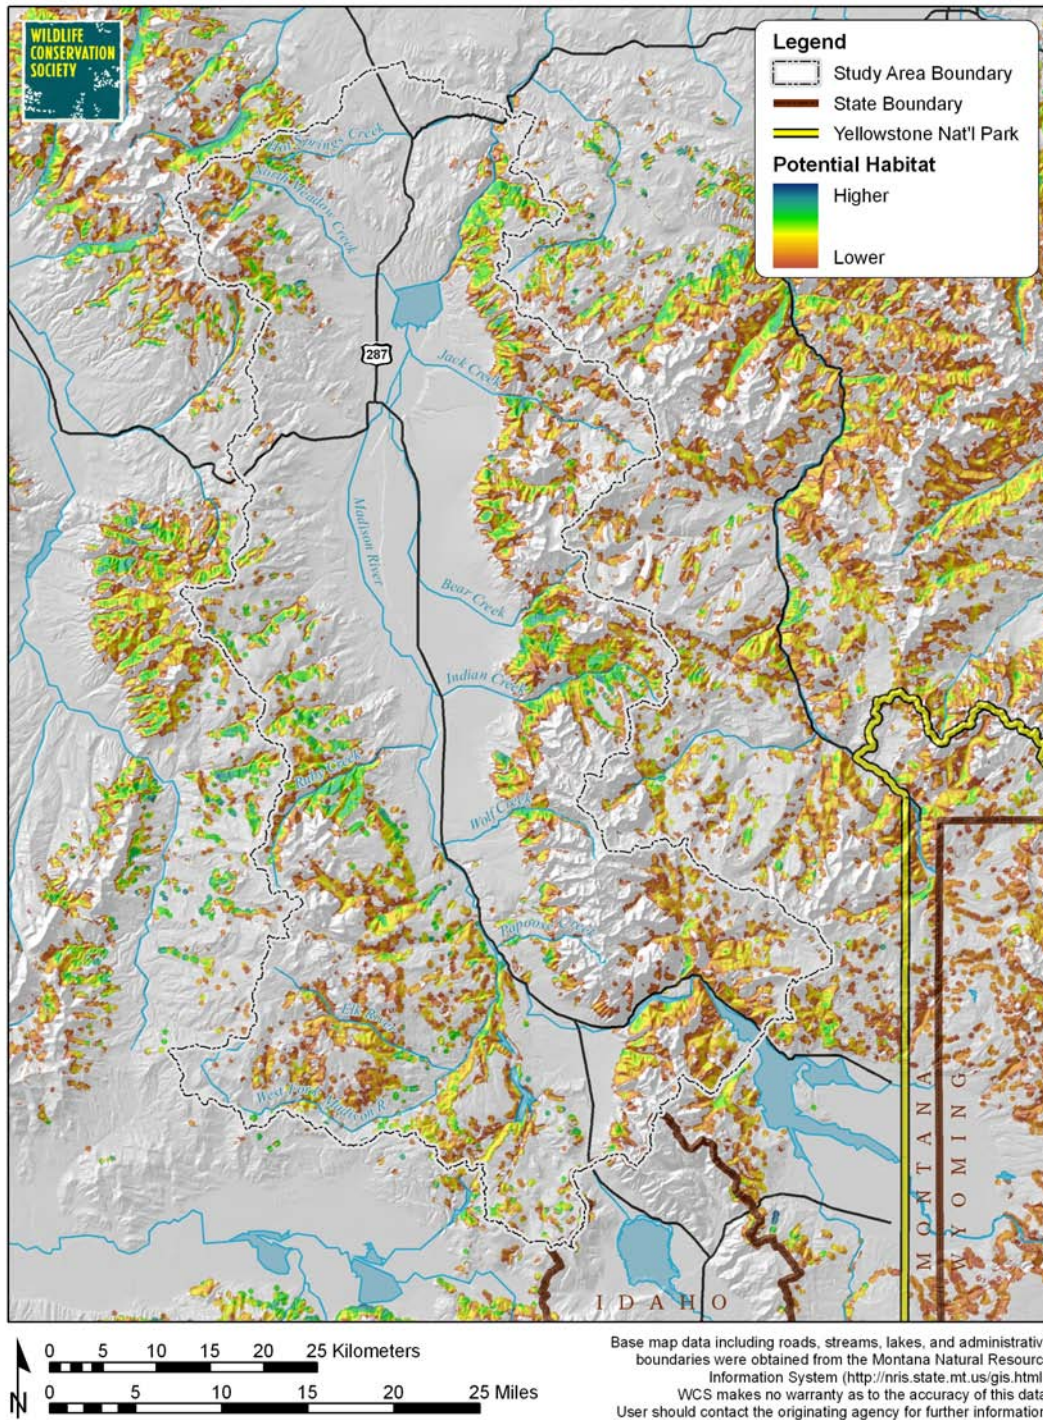 WILDLIFE
CONSERVATION
SOCIETY
Legend
Study Area Boundary
State Boundary
Yellowstone Nat'l Park
Potential Habitat
Higher
Lower
Hot Springs Creek
North Meadow Creek
287
Jack Creek
Madison River
Bear Creek
Indian Creek
Ruby Creek
Wolf Creek
Papoose Creek
Elk River
West Fork Madison R.
MONTANA
WYOMING
IDAHO
0 5 10 15 20 25 Kilometers
0 5 10 15 20 25 Miles
N
Base map data including roads, streams, lakes, and administrativ
boundaries were obtained from the Montana Natural Resourc
Information System (http://nris.state.mt.us/gis.html
WCS makes no warranty as to the accuracy of this data
User should contact the originating agency for further information